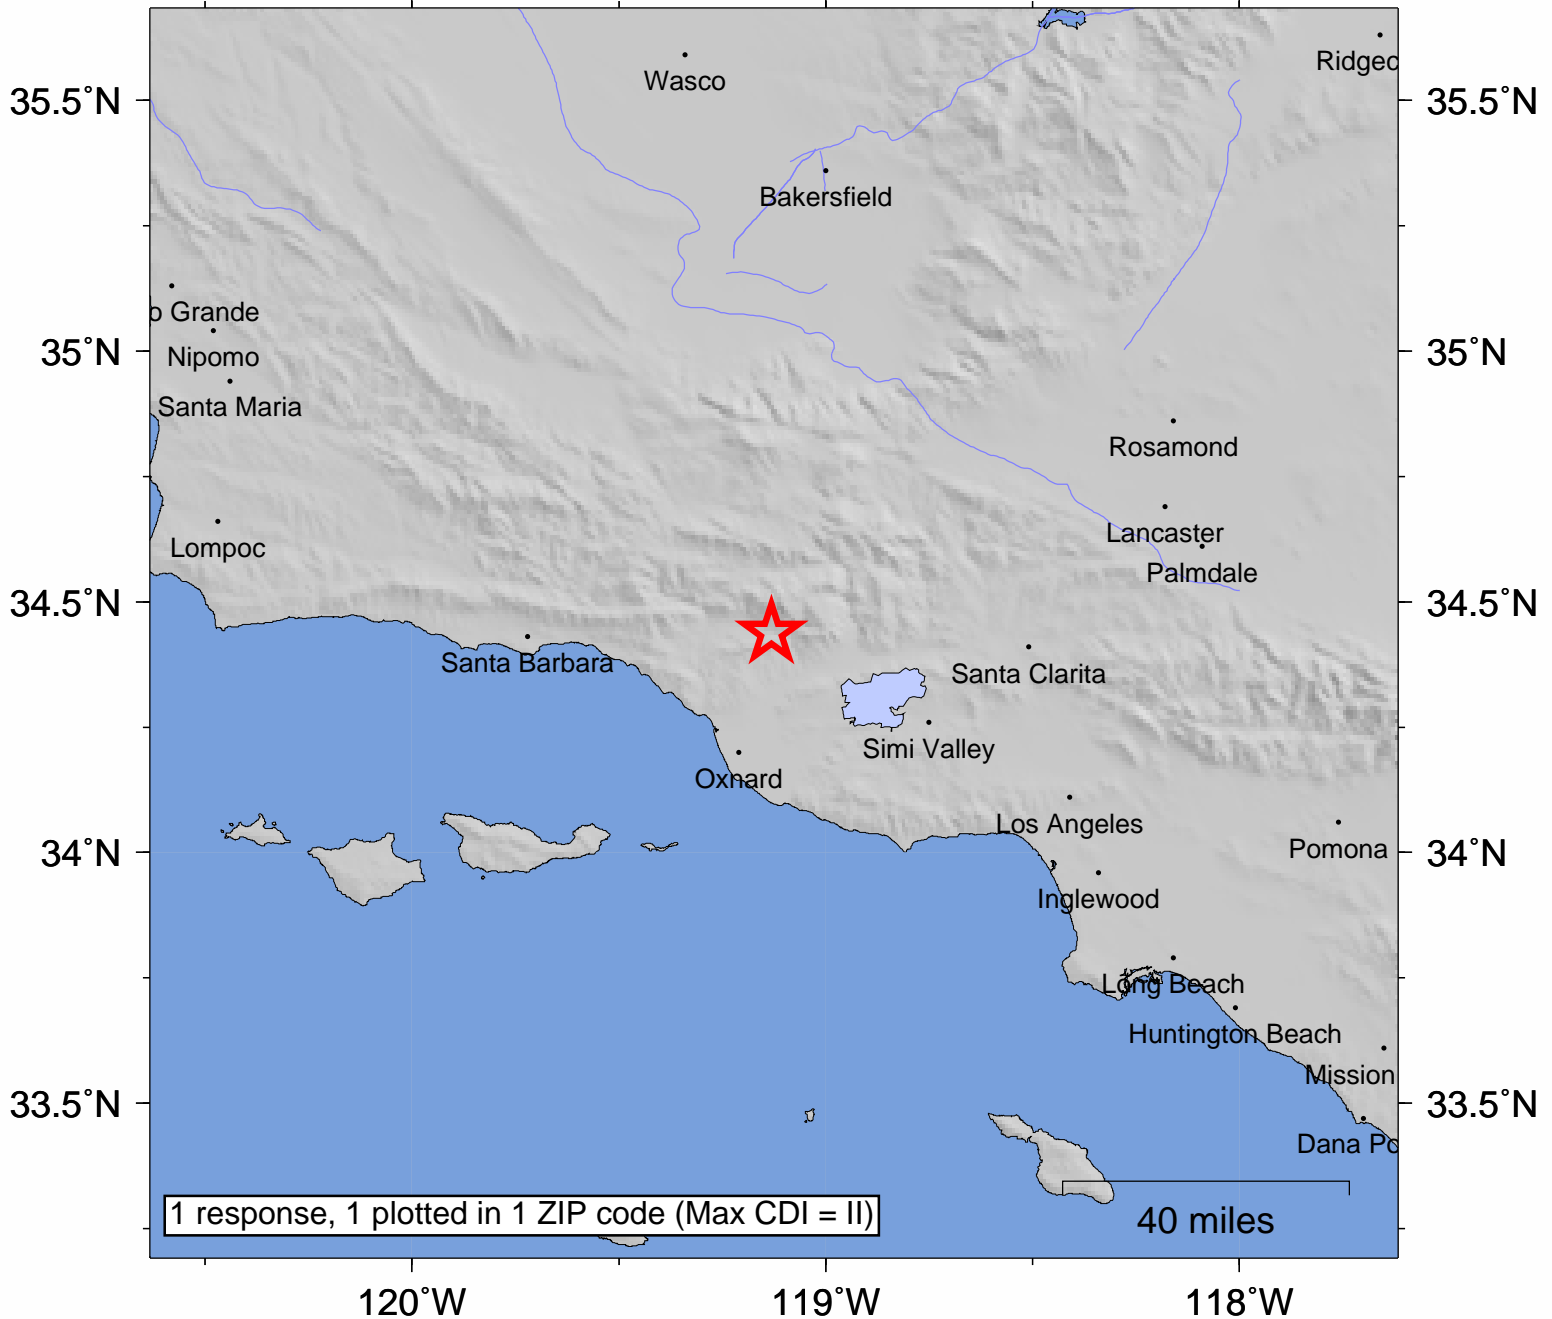 Wasco
Ridgec
35.5˚N
35.5˚N
Bakersfield
o Grande
Nipomo
35˚N
35˚N
Santa Maria
Rosamond
Lancaster
Lompoc
Palmdale
34.5˚N
34.5˚N
Santa Barbara
Santa Clarita
Simi Valley
Oxnard
Los Angeles
Pomona
34˚N
34˚N
Inglewood
Long Beach
Huntington Beach
Mission
33.5˚N
33.5˚N
Dana Po
1 response, 1 plotted in 1 ZIP code (Max CDI = II)
40 miles
120˚W
119˚W
118˚W